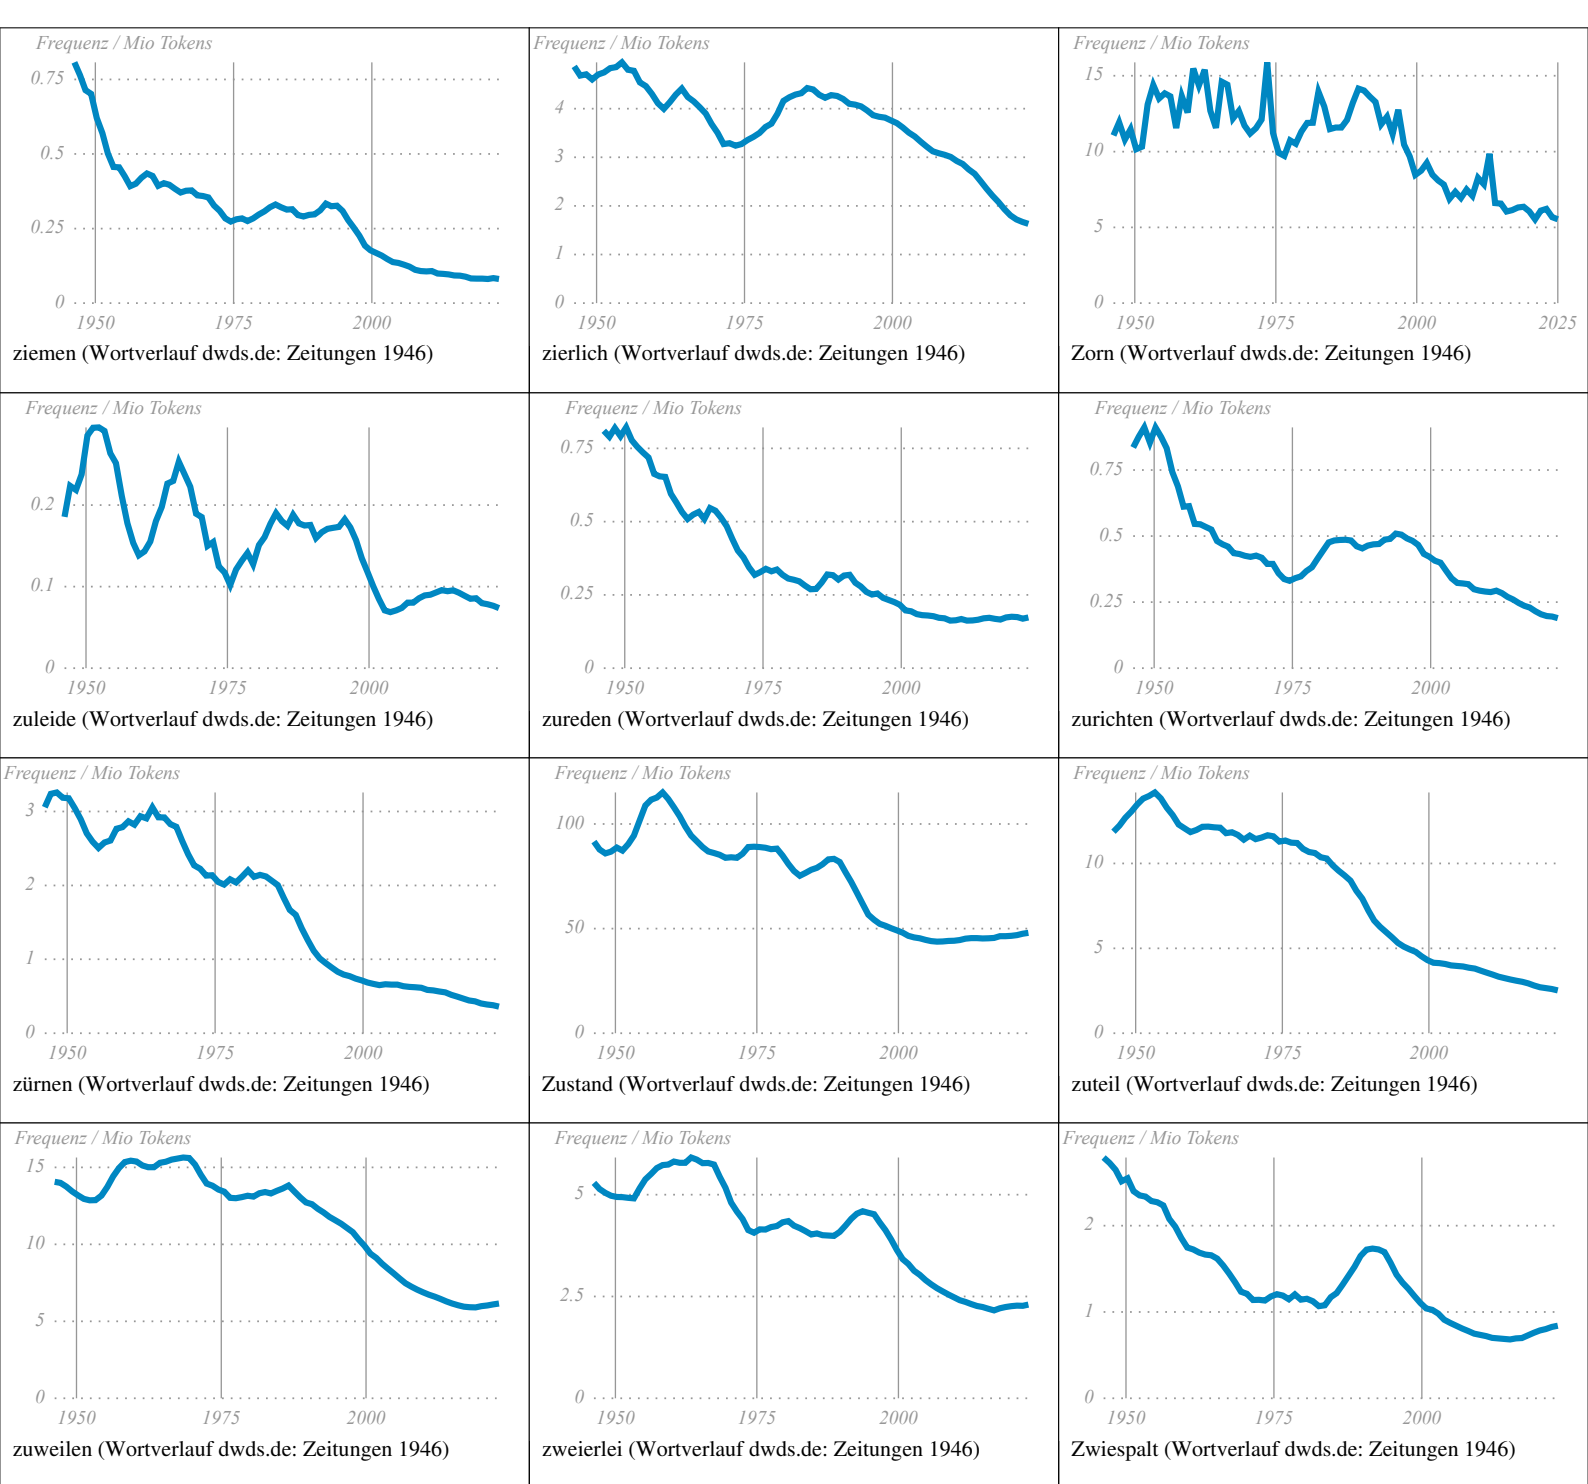 Frequenz / Mio Tokens
0.75
0.5
0.25
0
1950 1975 2000
ziemen (Wortverlauf dwds.de: Zeitungen 1946)
Frequenz / Mio Tokens
4
3
2
1
0
1950 1975 2000
zierlich (Wortverlauf dwds.de: Zeitungen 1946)
Frequenz / Mio Tokens
15
10
5
0
1950 1975 2000 2025
Zorn (Wortverlauf dwds.de: Zeitungen 1946)
Frequenz / Mio Tokens
0.2
0.1
0
1950 1975 2000
zuleide (Wortverlauf dwds.de: Zeitungen 1946)
Frequenz / Mio Tokens
0.75
0.5
0.25
0
1950 1975 2000
zureden (Wortverlauf dwds.de: Zeitungen 1946)
Frequenz / Mio Tokens
0.75
0.5
0.25
0
1950 1975 2000
zurichten (Wortverlauf dwds.de: Zeitungen 1946)
Frequenz / Mio Tokens
3
2
1
0
1950 1975 2000
zürnen (Wortverlauf dwds.de: Zeitungen 1946)
Frequenz / Mio Tokens
100
50
0
1950 1975 2000
Zustand (Wortverlauf dwds.de: Zeitungen 1946)
Frequenz / Mio Tokens
10
5
0
1950 1975 2000
zuteil (Wortverlauf dwds.de: Zeitungen 1946)
Frequenz / Mio Tokens
15
10
5
0
1950 1975 2000
zuweilen (Wortverlauf dwds.de: Zeitungen 1946)
Frequenz / Mio Tokens
5
2.5
0
1950 1975 2000
zweierlei (Wortverlauf dwds.de: Zeitungen 1946)
Frequenz / Mio Tokens
2
1
0
1950 1975 2000
Zwiespalt (Wortverlauf dwds.de: Zeitungen 1946)